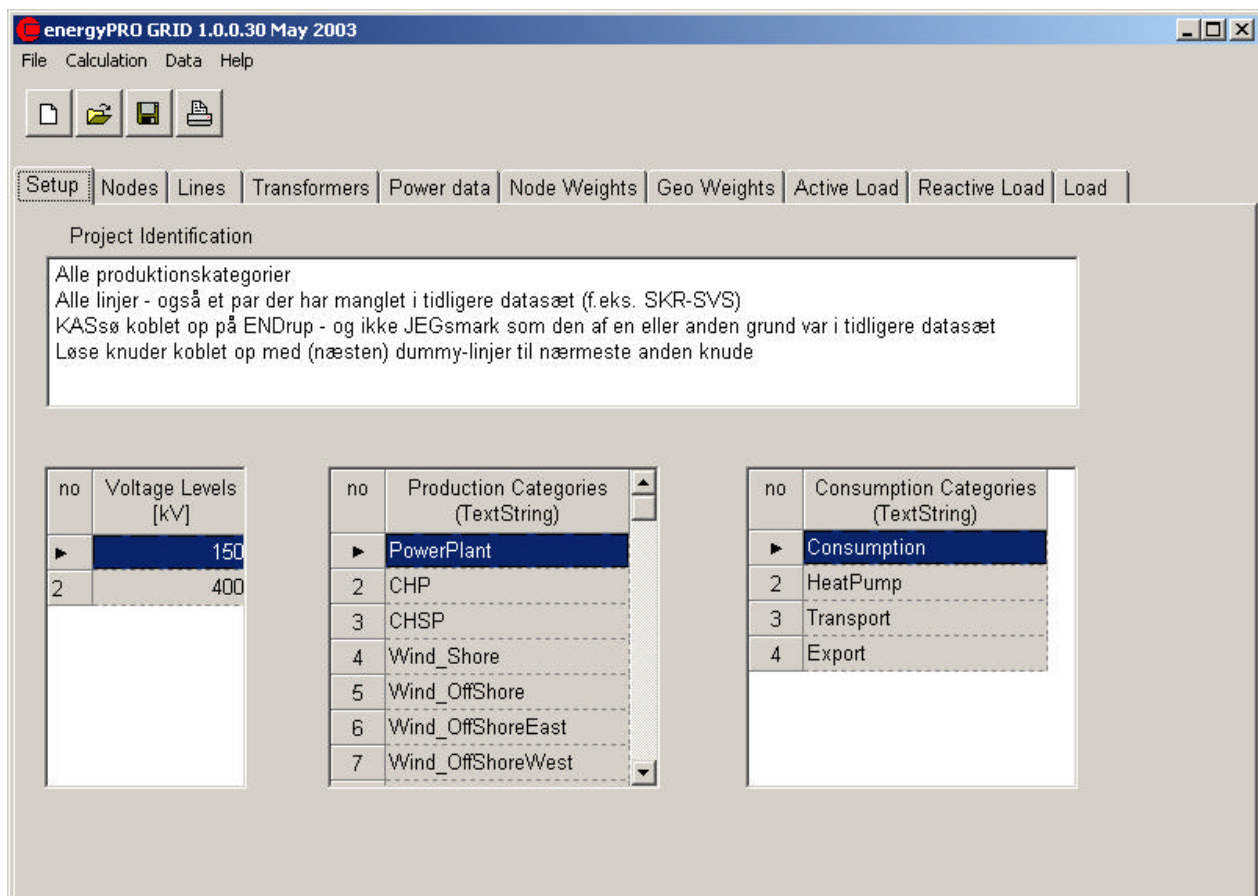 energyPRO GRID 1.0.0.30 May 2003
File Calculation Data Help
Setup Nodes Lines Transformers Power data Node Weights Geo Weights Active Load Reactive Load Load
Project Identification
Alle produktionskategorier
Alle linjer - også et par der har manglet i tidligere datasæt (f.eks. SKR-SVS)
KASsø koblet op på ENDrup - og ikke JEGsmark som den af en eller anden grund var i tidligere datasæt
Løse knuder koblet op med (næsten) dummy-linjer til nærmeste anden knude
no Voltage Levels
[kV]
150
2 400
no Production Categories
(TextString)
PowerPlant
2 CHP
3 CHSP
4 Wind_Shore
5 Wind_OffShore
6 Wind_OffShoreEast
7 Wind_OffShoreWest
no Consumption Categories
(TextString)
Consumption
2 HeatPump
3 Transport
4 Export